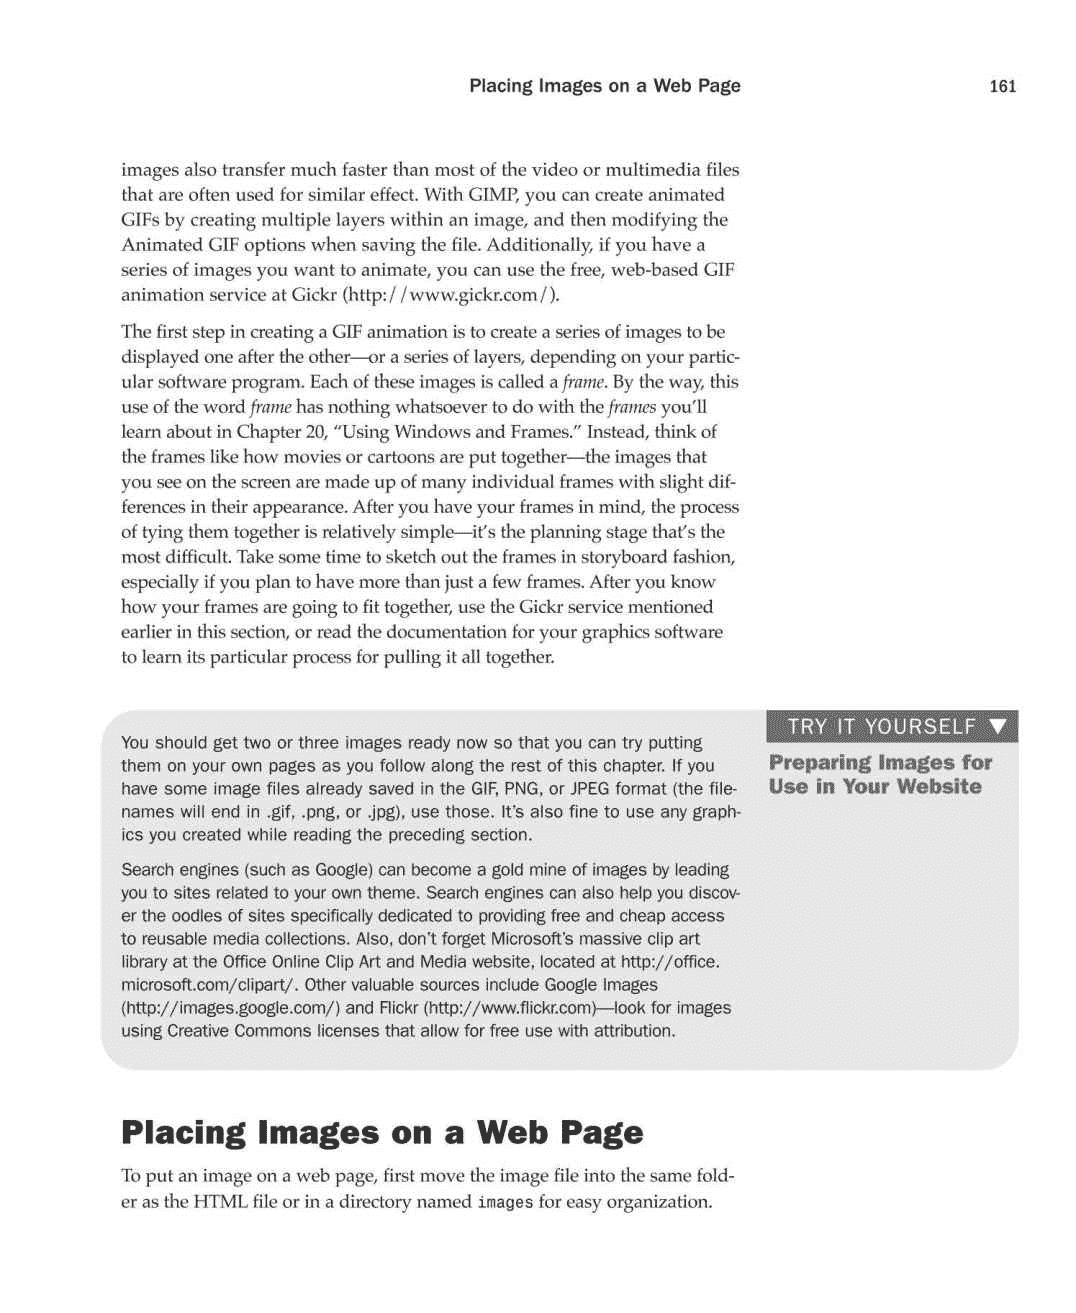 Placing Images on a Web Page 161
images also transfer much faster than most of the video or multimedia files
that are often used for similar effect. With GIMP, you can create animated
GIFs by creating multiple layers within an image, and then modifying the
Animated GIF options when saving the file. Additionally, if you have a
series of images you want to animate, you can use the free, web-based GIF
animation service at Gickr (http://www.gickr.com/).
The first step in creating a GIF animation is to create a series of images to be
displayed one after the other—or a series of layers, depending on your partic-
ular software program. Each of these images is called a frame. By the way, this
use of the word frame has nothing whatsoever to do with the frames you'll
learn about in Chapter 20, “Using Windows and Frames.” Instead, think of
the frames like how movies or cartoons are put together—the images that
you see on the screen are made up of many individual frames with slight dif-
ferences in their appearance. After you have your frames in mind, the process
of tying them together is relatively simple—it's the planning stage that's the
most difficult. Take some time to sketch out the frames in storyboard fashion,
especially if you plan to have more than just a few frames. After you know
how your frames are going to fit together, use the Gickr service mentioned
earlier in this section, or read the documentation for your graphics software
to learn its particular process for pulling it all together.
TRY IT YOURSELF ▼
Preparing Images for
Use in Your Website
You should get two or three images ready now so that you can try putting
them on your own pages as you follow along the rest of this chapter. If you
have some image files already saved in the GIF, PNG, or JPEG format (the file-
names will end in .gif, .png, or .jpg), use those. It's also fine to use any graph-
ics you created while reading the preceding section.
Search engines (such as Google) can become a gold mine of images by leading
you to sites related to your own theme. Search engines can also help you discov-
er the oodles of sites specifically dedicated to providing free and cheap access
to reusable media collections. Also, don't forget Microsoft's massive clip art
library at the Office Online Clip Art and Media website, located at http://office.
microsoft.com/clipart/. Other valuable sources include Google Images
(http://images.google.com/) and Flickr (http://www.flickr.com)—look for images
using Creative Commons licenses that allow for free use with attribution.
Placing Images on a Web Page
To put an image on a web page, first move the image file into the same fold-
er as the HTML file or in a directory named images for easy organization.